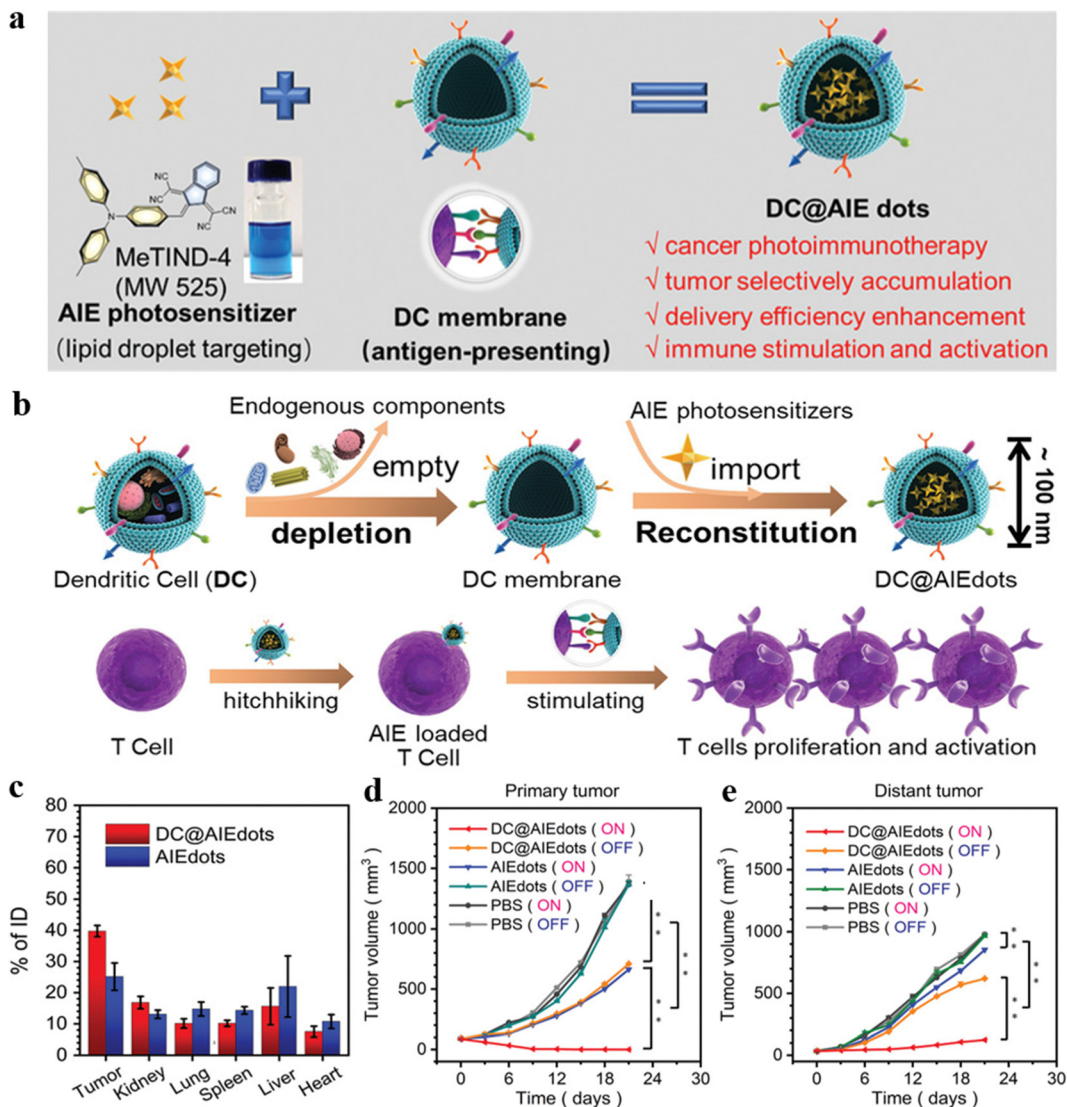 a
NC
CN
NC
CN
CN
N
MeTIND-4
(MW 525)
AIE photosensitizer
(lipid droplet targeting)
DC membrane
(antigen-presenting)
DC@AIE dots
√ cancer photoimmunotherapy
√ tumor selectively accumulation
√ delivery efficiency enhancement
√ immune stimulation and activation
b
Endogenous components
empty
depletion
AIE photosensitizers
import
Reconstitution
~ 100 nm
Dendritic Cell (DC)
DC membrane
DC@AIEdots
hitchhiking
stimulating
T Cell
AIE loaded
T Cell
T cells proliferation and activation
c
% of ID
80
70
60
50
40
30
20
10
0
DC@AIEdots
AIEdots
Tumor
Kidney
Lung
Spleen
Liver
Heart
d
Primary tumor
Tumor volume (mm³)
2000
1500
1000
500
0
DC@AIEdots ( ON )
DC@AIEdots ( OFF )
AIEdots ( ON )
AIEdots ( OFF )
PBS ( ON )
PBS ( OFF )
* *
* *
* *
0 6 12 18 24 30
Time ( days )
e
Distant tumor
Tumor volume (mm³)
2000
1500
1000
500
0
DC@AIEdots ( ON )
DC@AIEdots ( OFF )
AIEdots ( ON )
AIEdots ( OFF )
PBS ( ON )
PBS ( OFF )
* *
* *
* *
0 6 12 18 24 30
Time ( days )